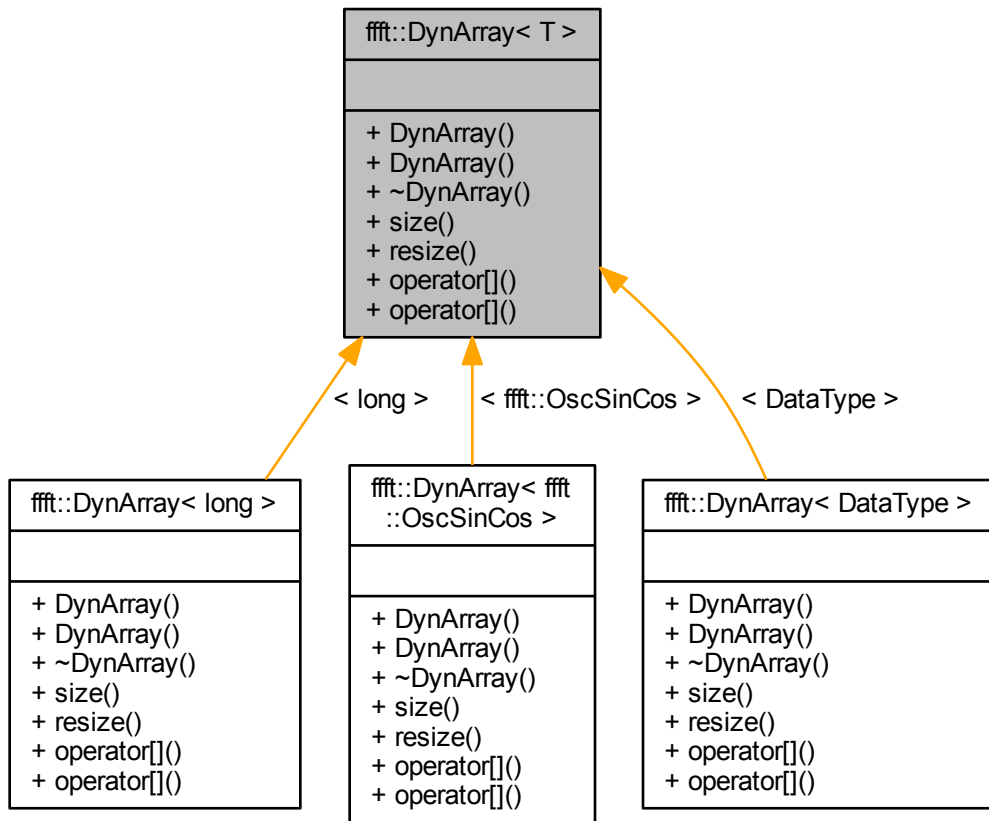 ffft::DynArray< T >
+ DynArray()
+ DynArray()
+ ~DynArray()
+ size()
+ resize()
+ operator[]()
+ operator[]()
< long >
< ffft::OscSinCos >
< DataType >
ffft::DynArray< long >
+ DynArray()
+ DynArray()
+ ~DynArray()
+ size()
+ resize()
+ operator[]()
+ operator[]()
ffft::DynArray< ffft
::OscSinCos >
+ DynArray()
+ DynArray()
+ ~DynArray()
+ size()
+ resize()
+ operator[]()
+ operator[]()
ffft::DynArray< DataType >
+ DynArray()
+ DynArray()
+ ~DynArray()
+ size()
+ resize()
+ operator[]()
+ operator[]()